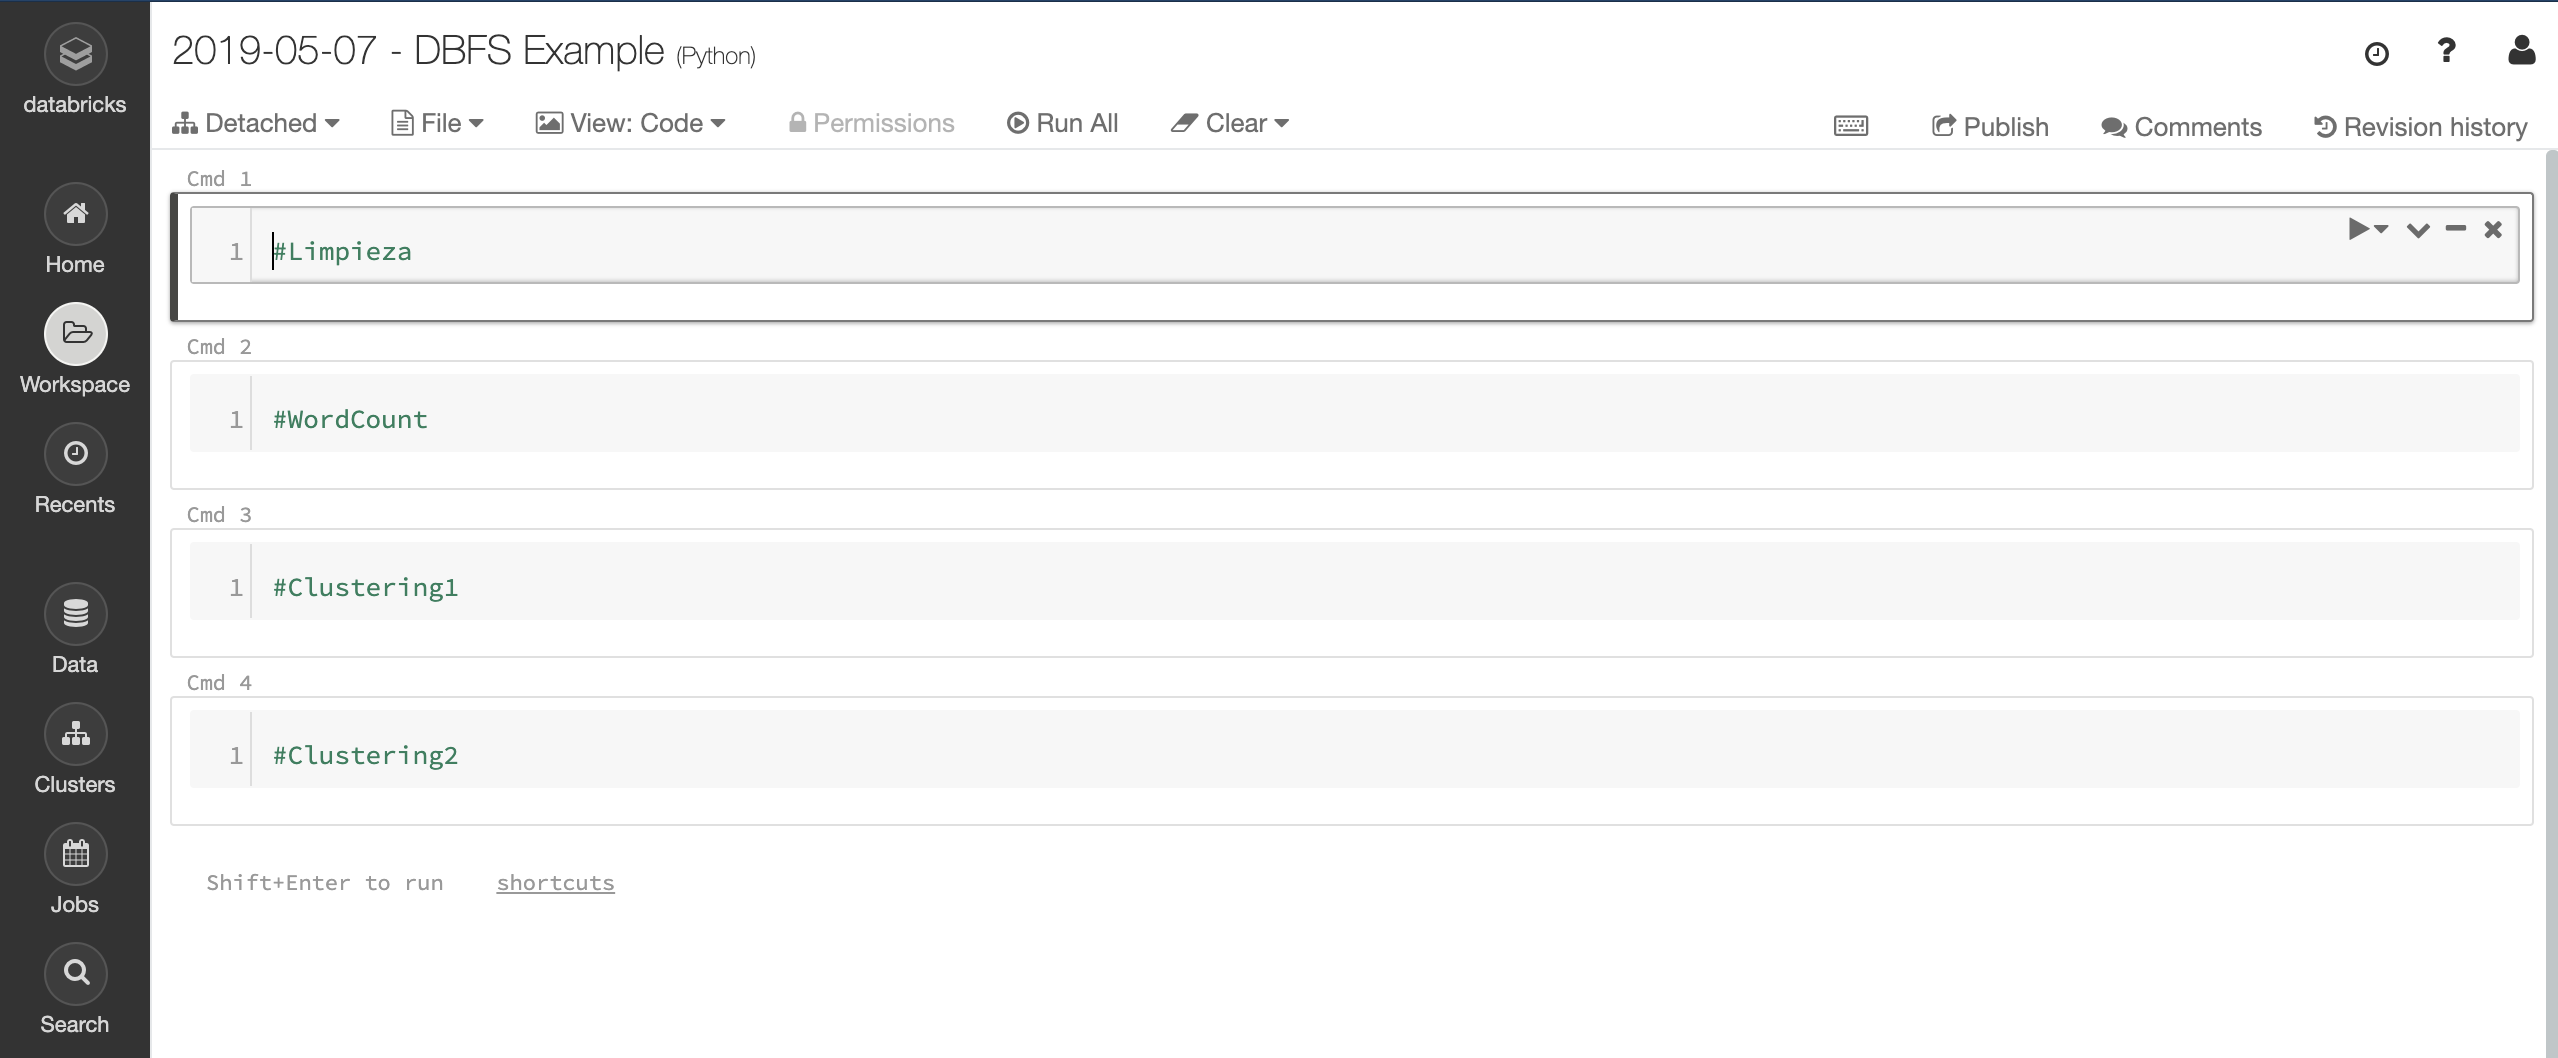 databricks
Home
Workspace
Recents
Data
Clusters
Jobs
Search
2019-05-07 - DBFS Example (Python)
Detached File View: Code Permissions Run All Clear Publish Comments Revision history
Cmd 1
1 #Limpieza
Cmd 2
1 #WordCount
Cmd 3
1 #Clustering1
Cmd 4
1 #Clustering2
Shift+Enter to run shortcuts